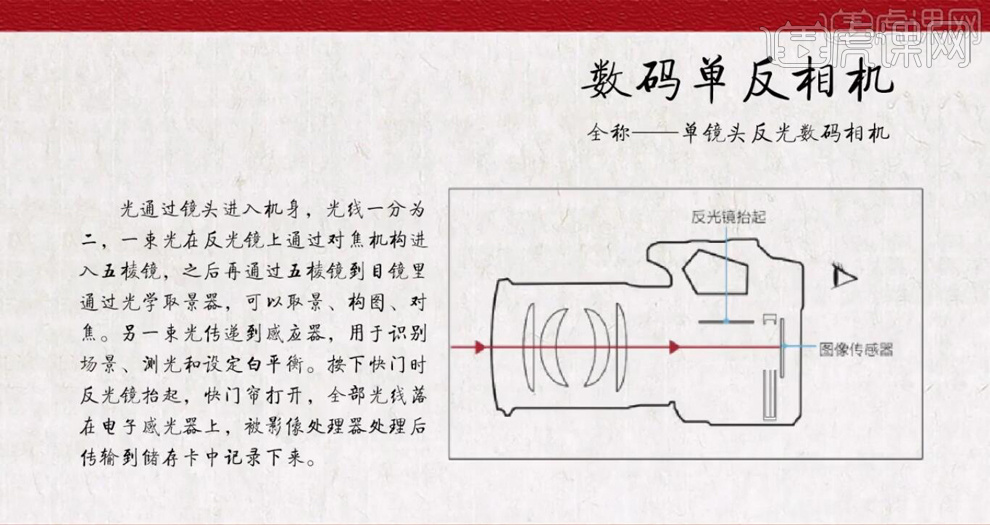 虎课网
数码单反相机
全称——单镜头反光数码相机
光通过镜头进入机身，光线一分为
二，一束光在反光镜上通过对焦机构进
入五棱镜，之后再通过五棱镜到目镜里
通过光学取景器，可以取景、构图、对
焦。另一束光传递到感应器，用于识别
场景、测光和设定白平衡。按下快门时
反光镜抬起，快门帘打开，全部光线落
在电子感光器上，被影像处理器处理后
传输到储存卡中记录下来。
反光镜抬起
图像传感器